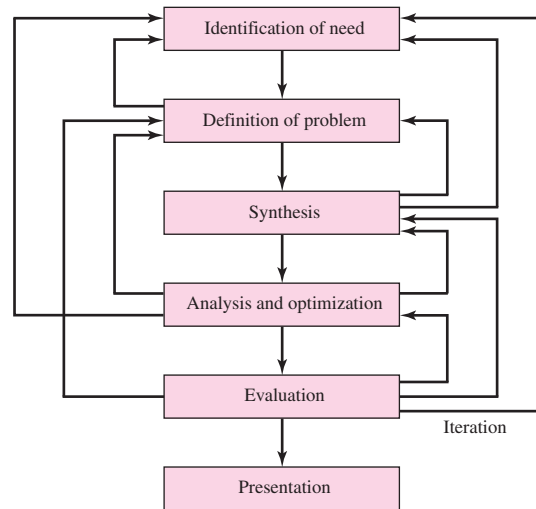 Identification of need
Definition of problem
Synthesis
Analysis and optimization
Evaluation
Iteration
Presentation